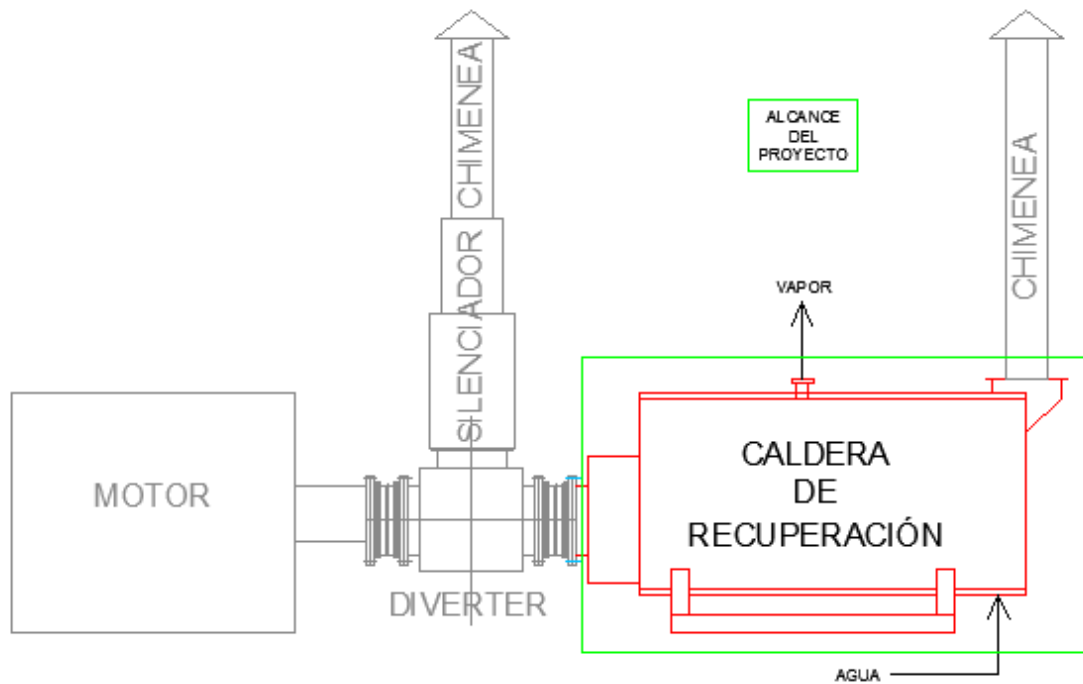 CHIMENEA
SILENCIADOR
ALCANCE
DEL
PROYECTO
CHIMENEA
VAPOR
MOTOR
CALDERA
DE
RECUPERACIÓN
DIVERTER
AGUA